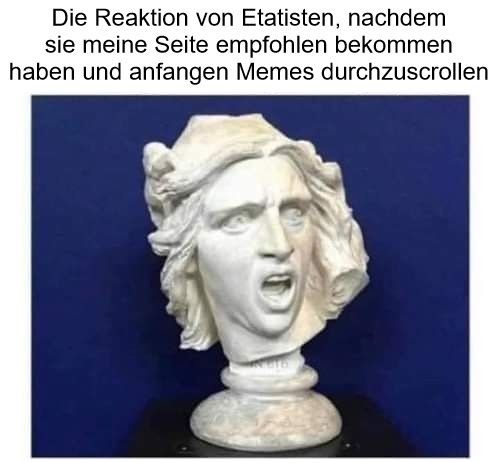 Die Reaktion von Etatisten, nachdem
sie meine Seite empfohlen bekommen
haben und anfangen Memes durchzuscrollen